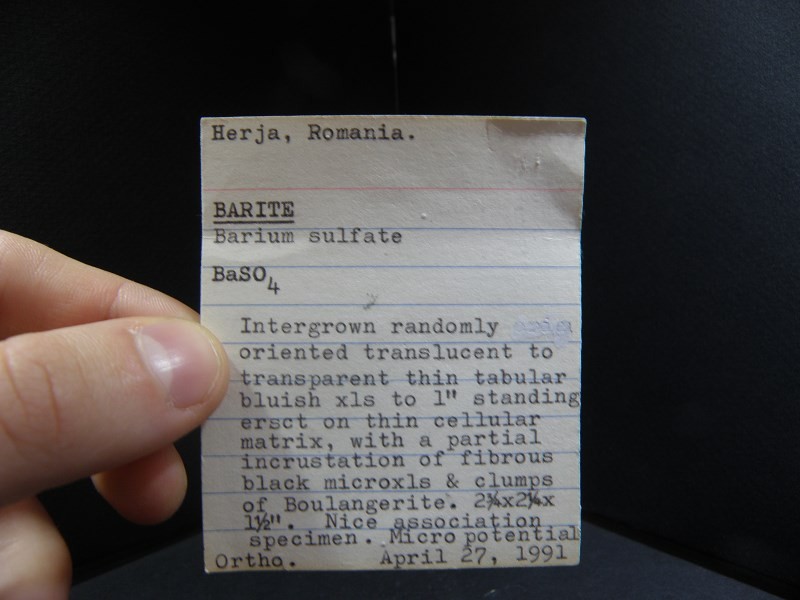 Herja, Romania.
BARITE
Barium sulfate
BaSO4
Intergrown randomly
oriented translucent to
transparent thin tabular
bluish xls to 1" standing
ersct on thin cellular
matrix, with a partial
incrustation of fibrous
black microxls & clumps
of Boulangerite. 2¾x2¼x
1½". Nice association
specimen. Micro potential
Ortho. April 27, 1991